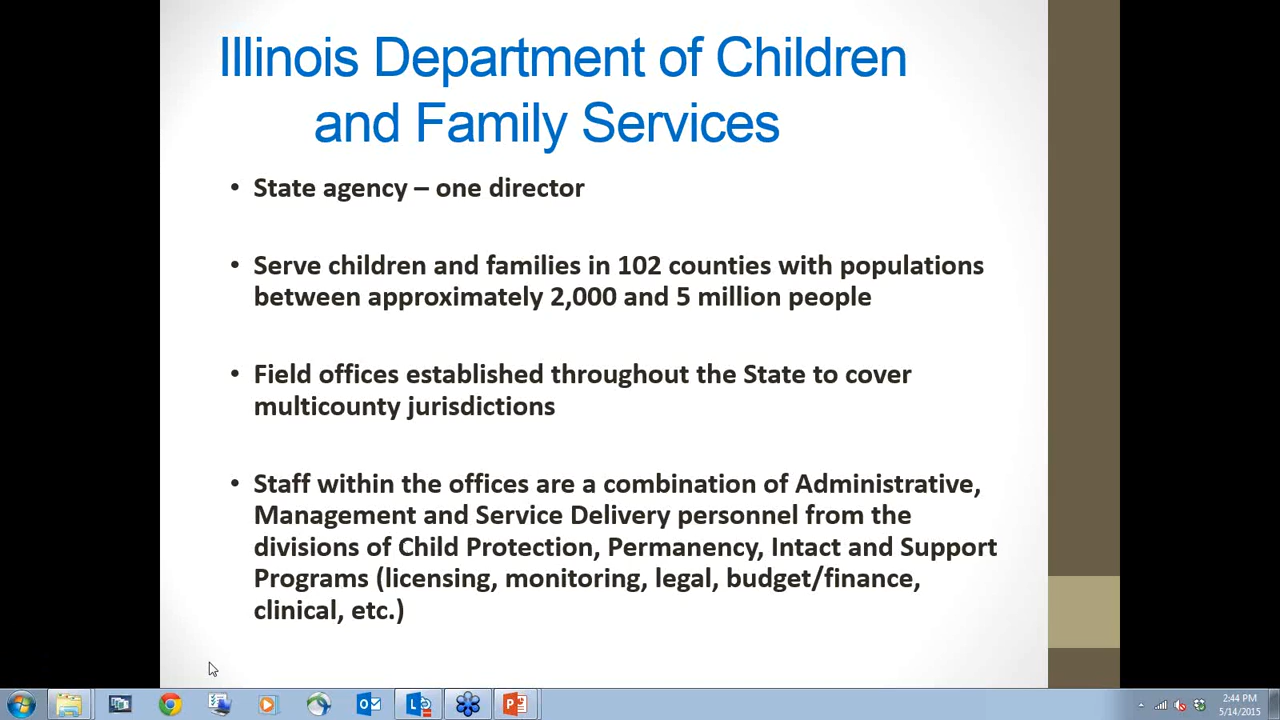 Illinois Department of Children
and Family Services
• State agency – one director
• Serve children and families in 102 counties with populations
between approximately 2,000 and 5 million people
• Field offices established throughout the State to cover
multicounty jurisdictions
• Staff within the offices are a combination of Administrative,
Management and Service Delivery personnel from the
divisions of Child Protection, Permanency, Intact and Support
Programs (licensing, monitoring, legal, budget/finance,
clinical, etc.)
2:44 PM
5/14/2015